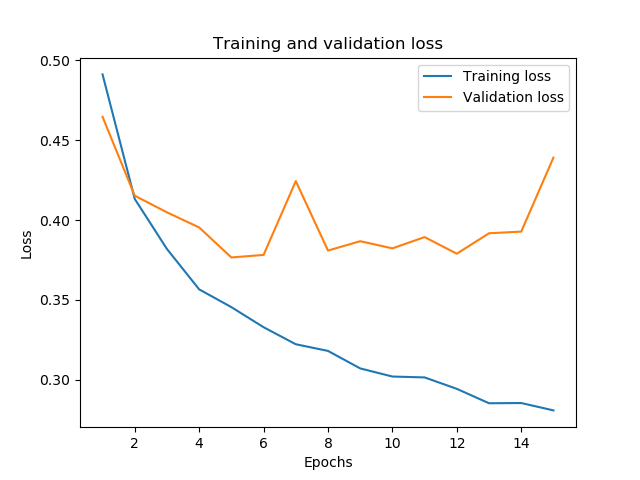 Training and validation loss
Training loss
Validation loss
0.50
0.45
0.40
0.35
0.30
Loss
2 4 6 8 10 12 14
Epochs